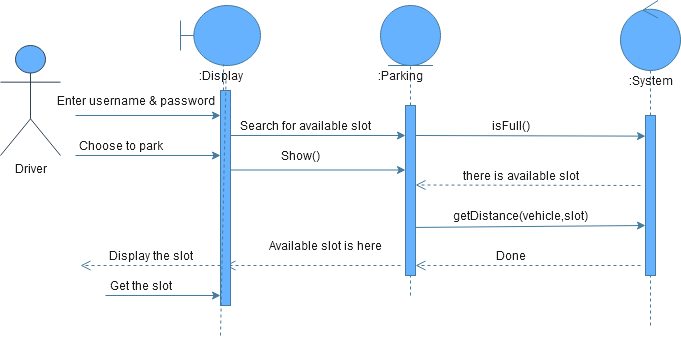 :Display
:Parking
:System
Enter username & password
Search for available slot
isFull()
Choose to park
Show()
Driver
there is available slot
getDistance(vehicle,slot)
Available slot is here
Display the slot
Done
Get the slot